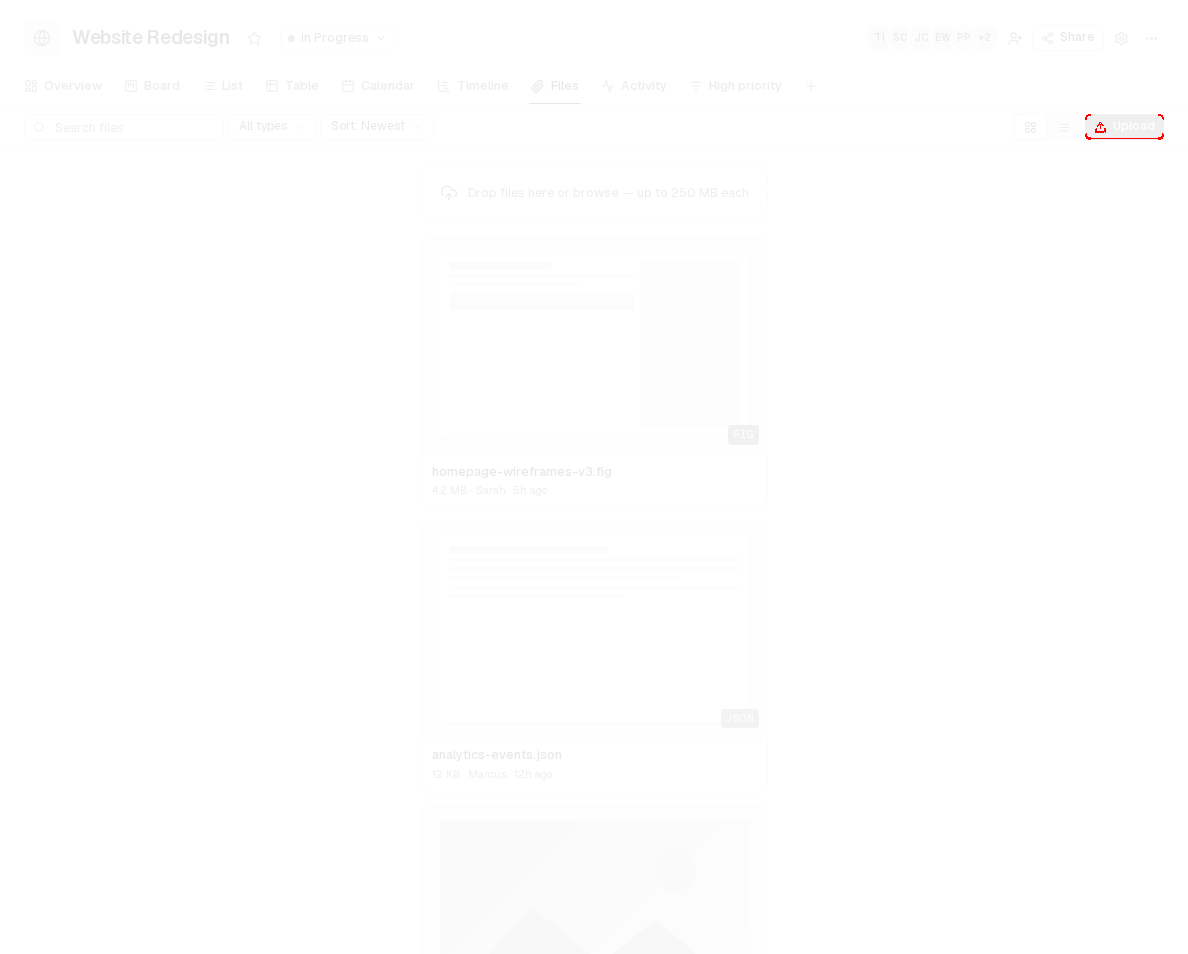 Website Redesign
In Progress
TI SC JC EW PP +2
Share
Overview Board List Table Calendar Timeline Files Activity High priority
Search files
All types
Sort: Newest
Upload
Drop files here or browse — up to 250 MB each
FIG
homepage-wireframes-v3.fig
4.2 MB · Sarah · 5h ago
JSON
analytics-events.json
12 KB · Marcus · 12h ago